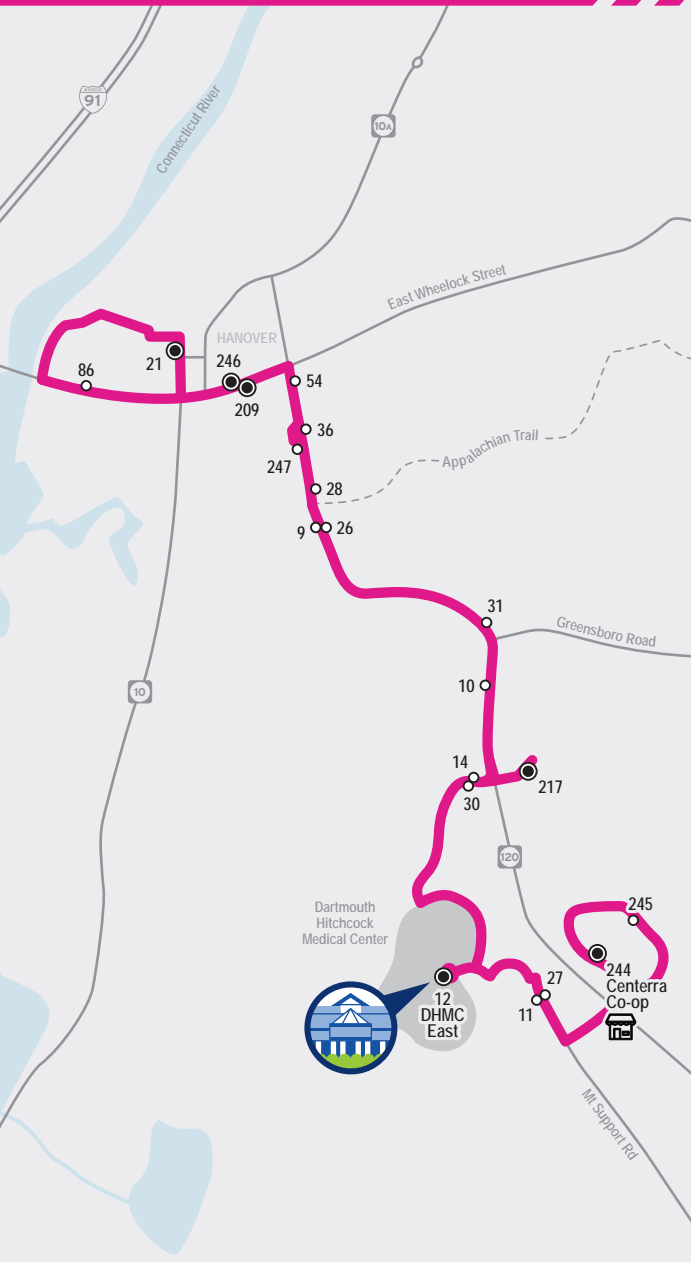 INTERSTATE
91
Connecticut River
10A
East Wheelock Street
HANOVER
21
246
86
209
54
36
247
Appalachian Trail
28
9
26
31
Greensboro Road
10
10
14
217
30
120
Dartmouth
Hitchcock
Medical Center
245
244
Centerra
Co-op
27
11
12
DHMC
East
Mt Support Rd